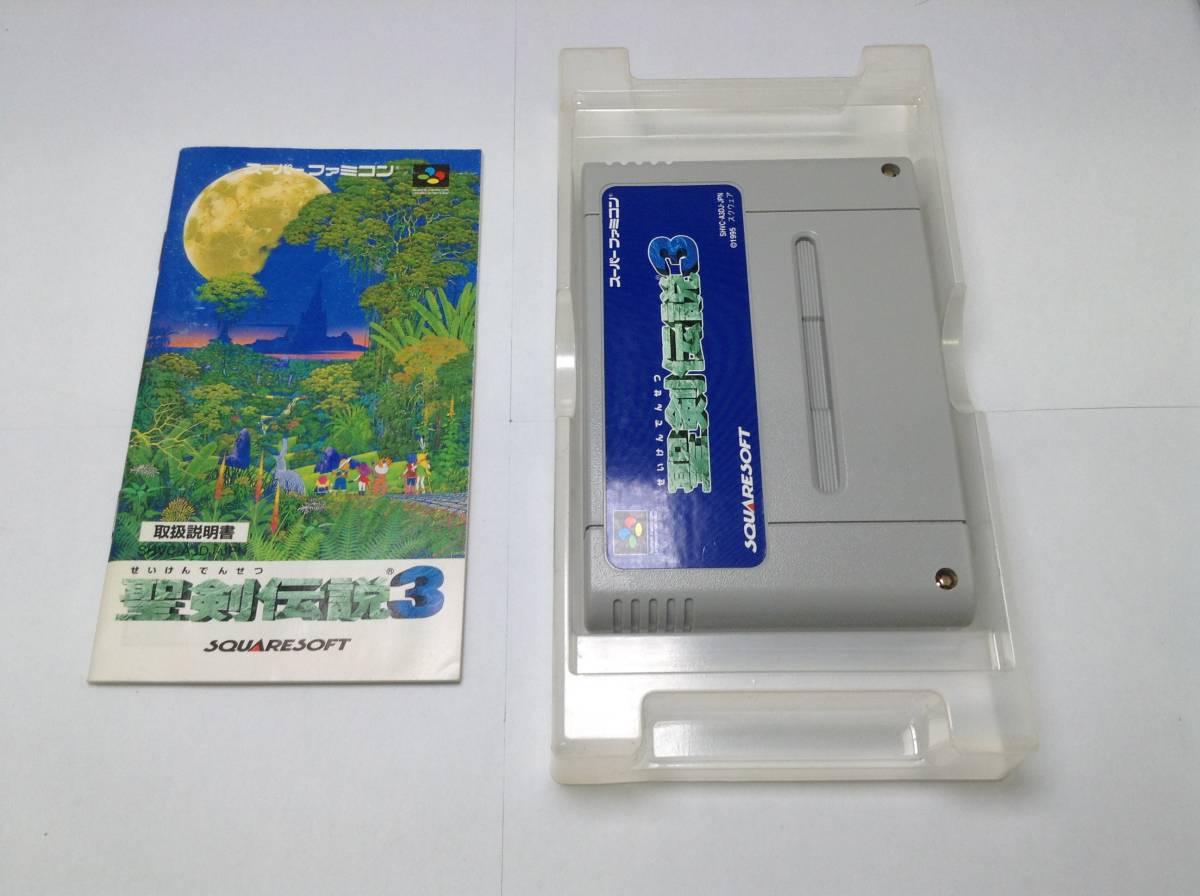 スーパーファミコン®
取扱説明書
SHVC-A3DJ-JPN
せいけんでんせつ
聖剣伝説3®
SQUARESOFT
スーパーファミコン®
SHVC-A3DJ-JPN
©1995 スクウェア
聖剣伝説3
せいけんでんせつ
SQUARESOFT